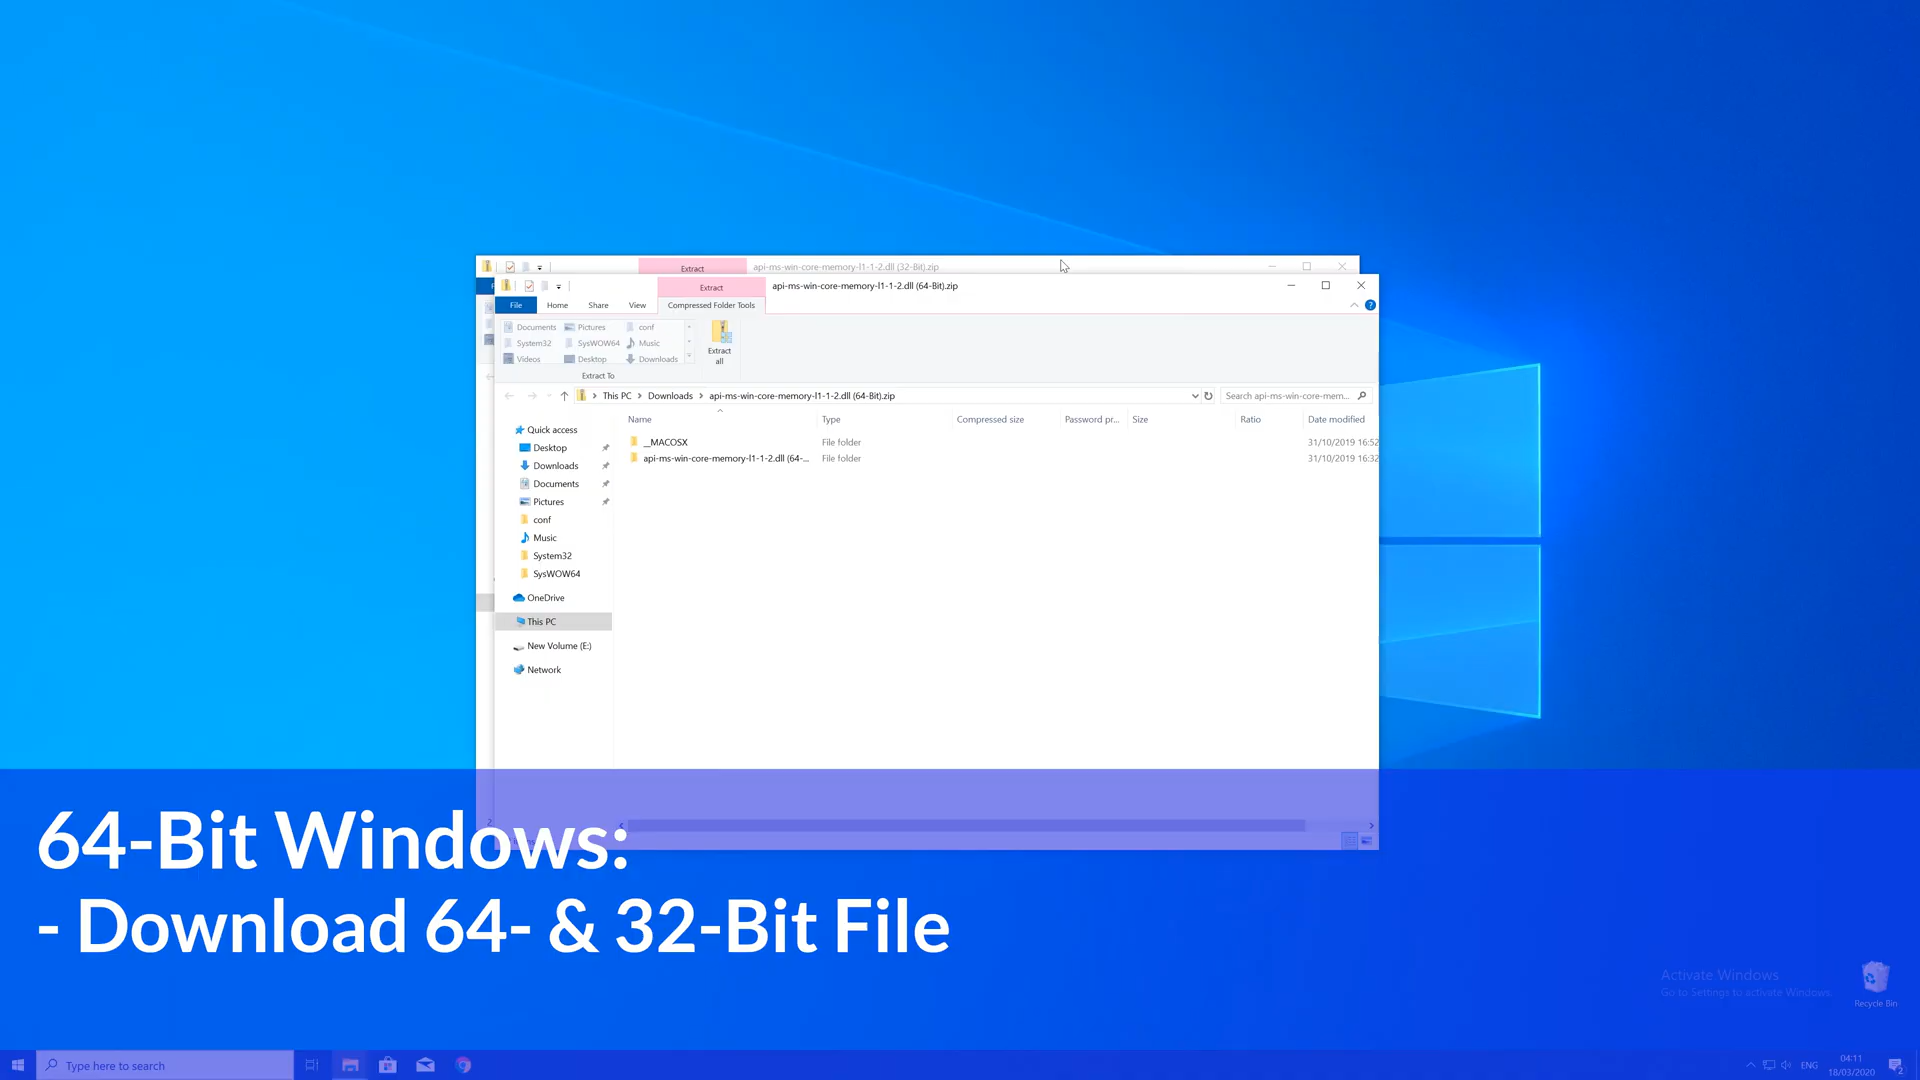 Extract
api-ms-win-core-memory-l1-1-2.dll (32-Bit).zip
Extract
api-ms-win-core-memory-l1-1-2.dll (64-Bit).zip
File
Home
Share
View
Compressed Folder Tools
Documents
Pictures
conf
System32
SysWOW64
Music
Videos
Desktop
Downloads
Extract
all
Extract To
This PC
Downloads
api-ms-win-core-memory-l1-1-2.dll (64-Bit).zip
Search api-ms-win-core-mem...
Name
Type
Compressed size
Password pr...
Size
Ratio
Date modified
__MACOSX
File folder
31/10/2019 16:52
api-ms-win-core-memory-l1-1-2.dll (64-...
File folder
31/10/2019 16:32
Quick access
Desktop
Downloads
Documents
Pictures
conf
Music
System32
SysWOW64
OneDrive
This PC
New Volume (E:)
Network
64-Bit Windows:
- Download 64- & 32-Bit File
Activate Windows
Go to Settings to activate Windows.
Recycle Bin
Type here to search
ENG
04:11
18/03/2020